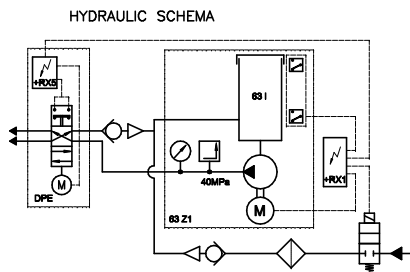 HYDRAULIC SCHEMA
+RX5
63 l
M
DPE
40MPa
+RX1
M
63 Z1